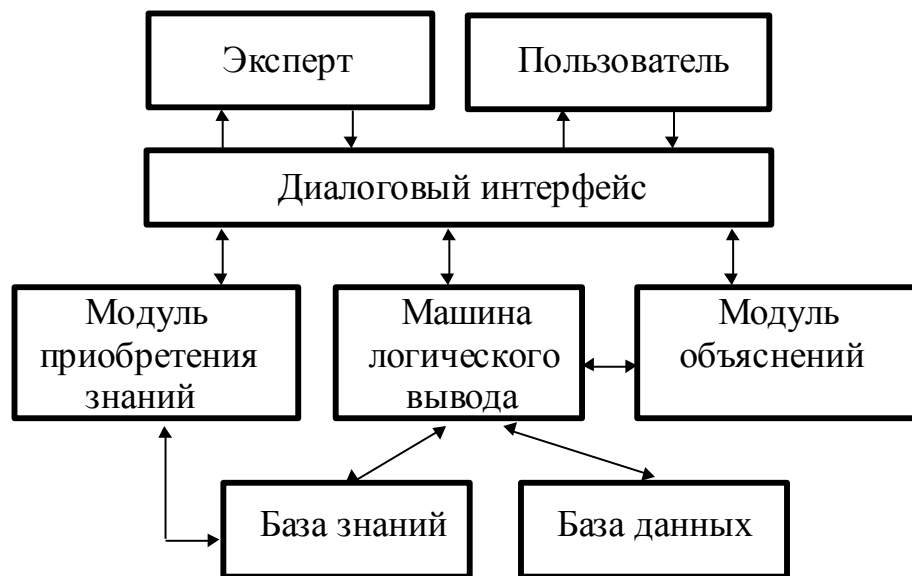 Эксперт
Пользователь
Диалоговый интерфейс
Модуль
приобретения
знаний
Машина
логического
вывода
Модуль
объяснений
База знаний
База данных